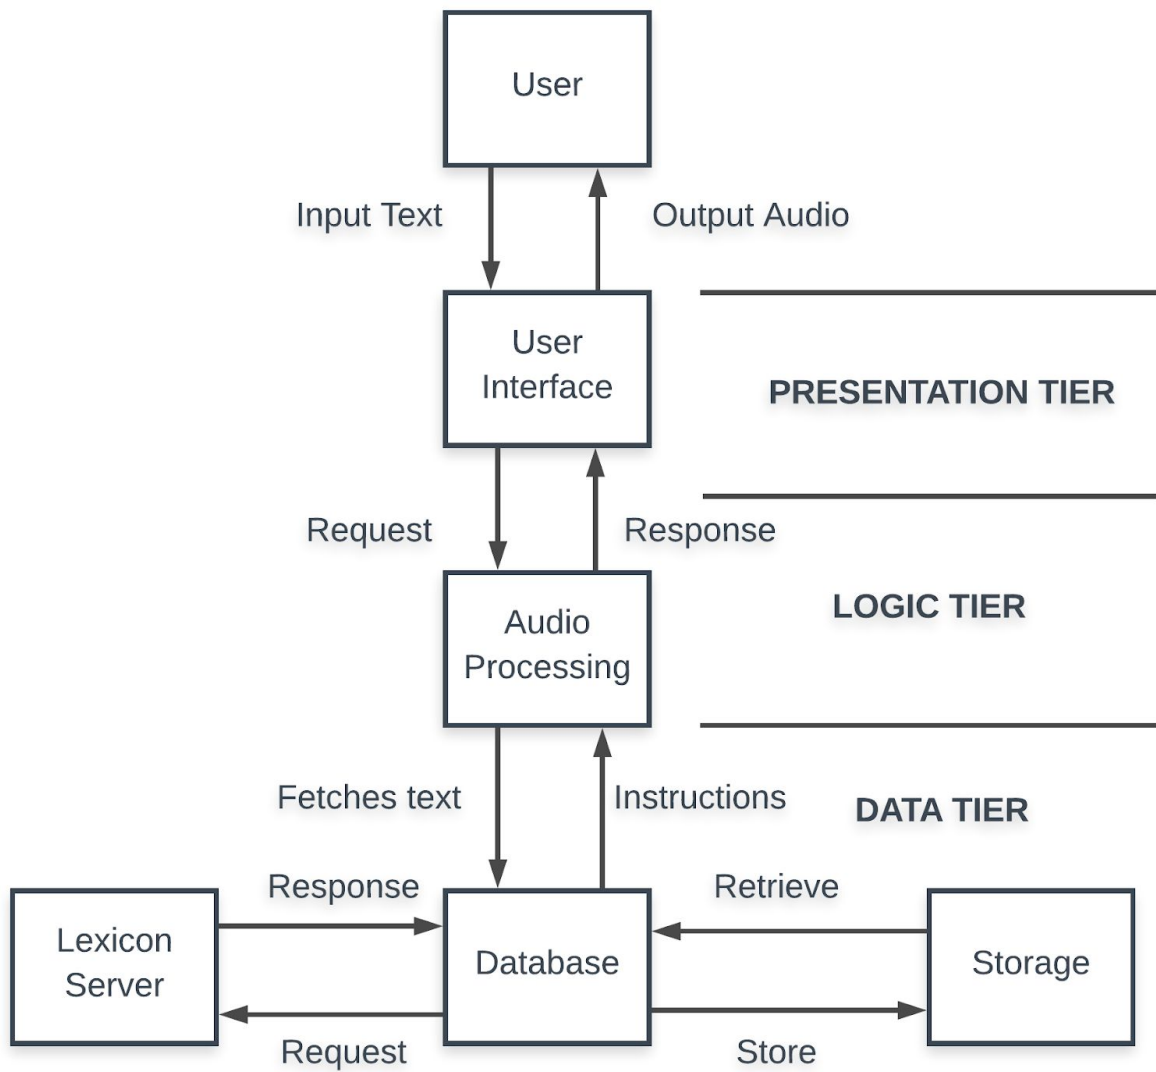 User
Input Text
Output Audio
User
Interface
PRESENTATION TIER
Request
Response
LOGIC TIER
Audio
Processing
Fetches text
Instructions
DATA TIER
Response
Retrieve
Lexicon
Server
Database
Storage
Request
Store